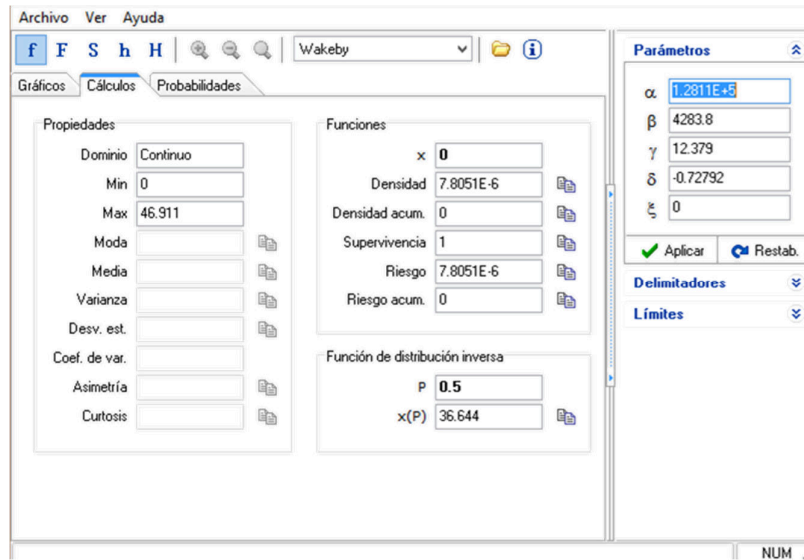 Archivo Ver Ayuda
f F S h H Wakeby
Gráficos Cálculos Probabilidades
Propiedades
Dominio Continuo
Min 0
Max 46.911
Moda
Media
Varianza
Desv. est.
Coef. de var.
Asimetría
Curtosis
Funciones
x 0
Densidad 7.8051E-6
Densidad acum. 0
Supervivencia 1
Riesgo 7.8051E-6
Riesgo acum. 0
Función de distribución inversa
P 0.5
x(P) 36.644
Parámetros
α 1.2811E+5
β 4283.8
γ 12.379
δ -0.72792
ξ 0
Aplicar Restab.
Delimitadores
Límites
NUM